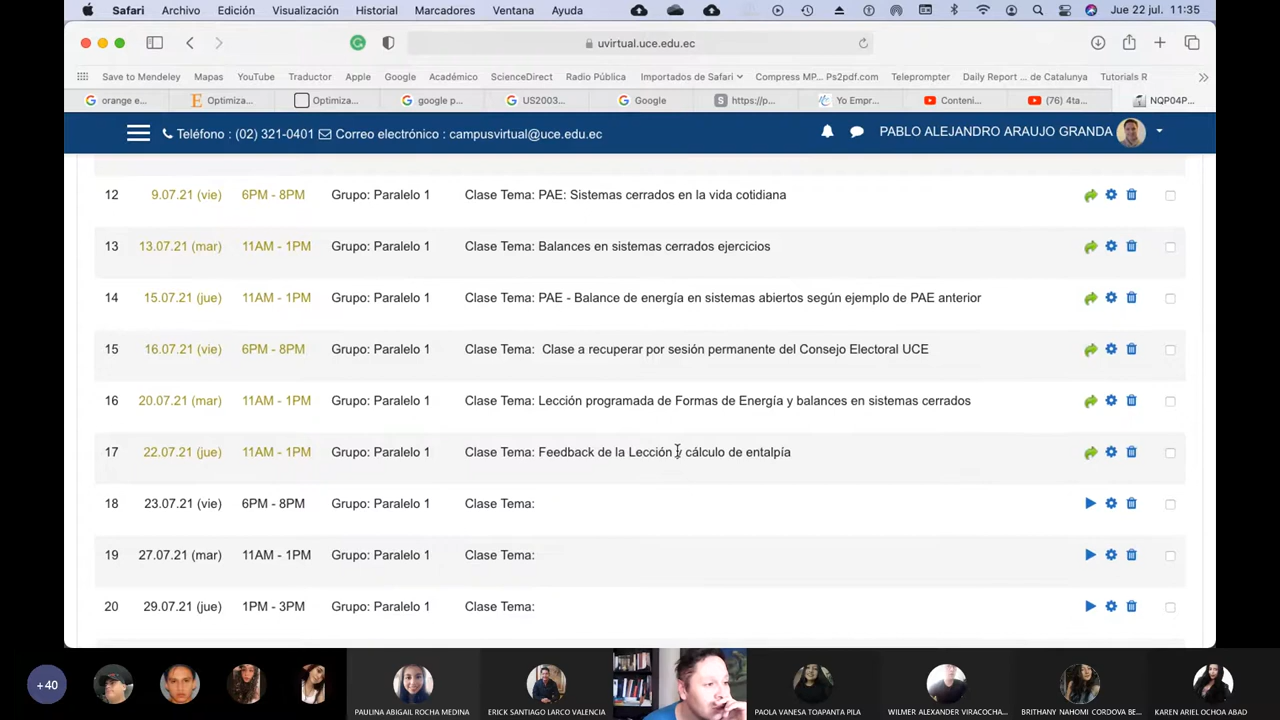 Safari Archivo Edición Visualización Historial Marcadores Ventana Ayuda Jue 22 jul. 11:35
uvirtual.uce.edu.ec
Save to Mendeley Mapas YouTube Traductor Apple Google Académico ScienceDirect Radio Pública Importados de Safari Compress MP... Ps2pdf.com Teleprompter Daily Report ... de Catalunya Tutorials R
orange e... Optimiza... Optimiza... google p... US2003... Google https://p... Yo Empr... Conteni... (76) 4ta... NQP04P...
Teléfono : (02) 321-0401 Correo electrónico : campusvirtual@uce.edu.ec PABLO ALEJANDRO ARAUJO GRANDA
12 9.07.21 (vie) 6PM - 8PM Grupo: Paralelo 1 Clase Tema: PAE: Sistemas cerrados en la vida cotidiana
13 13.07.21 (mar) 11AM - 1PM Grupo: Paralelo 1 Clase Tema: Balances en sistemas cerrados ejercicios
14 15.07.21 (jue) 11AM - 1PM Grupo: Paralelo 1 Clase Tema: PAE - Balance de energía en sistemas abiertos según ejemplo de PAE anterior
15 16.07.21 (vie) 6PM - 8PM Grupo: Paralelo 1 Clase Tema: Clase a recuperar por sesión permanente del Consejo Electoral UCE
16 20.07.21 (mar) 11AM - 1PM Grupo: Paralelo 1 Clase Tema: Lección programada de Formas de Energía y balances en sistemas cerrados
17 22.07.21 (jue) 11AM - 1PM Grupo: Paralelo 1 Clase Tema: Feedback de la Lección y cálculo de entalpía
18 23.07.21 (vie) 6PM - 8PM Grupo: Paralelo 1 Clase Tema:
19 27.07.21 (mar) 11AM - 1PM Grupo: Paralelo 1 Clase Tema:
20 29.07.21 (jue) 1PM - 3PM Grupo: Paralelo 1 Clase Tema:
+40 PAULINA ABIGAIL ROCHA MEDINA ERICK SANTIAGO LARCO VALENCIA PAOLA VANESA TOAPANTA PILA WILMER ALEXANDER VIRACOCHA... BRITHANY NAHOMI CORDOVA BE... KAREN ARIEL OCHOA ABAD